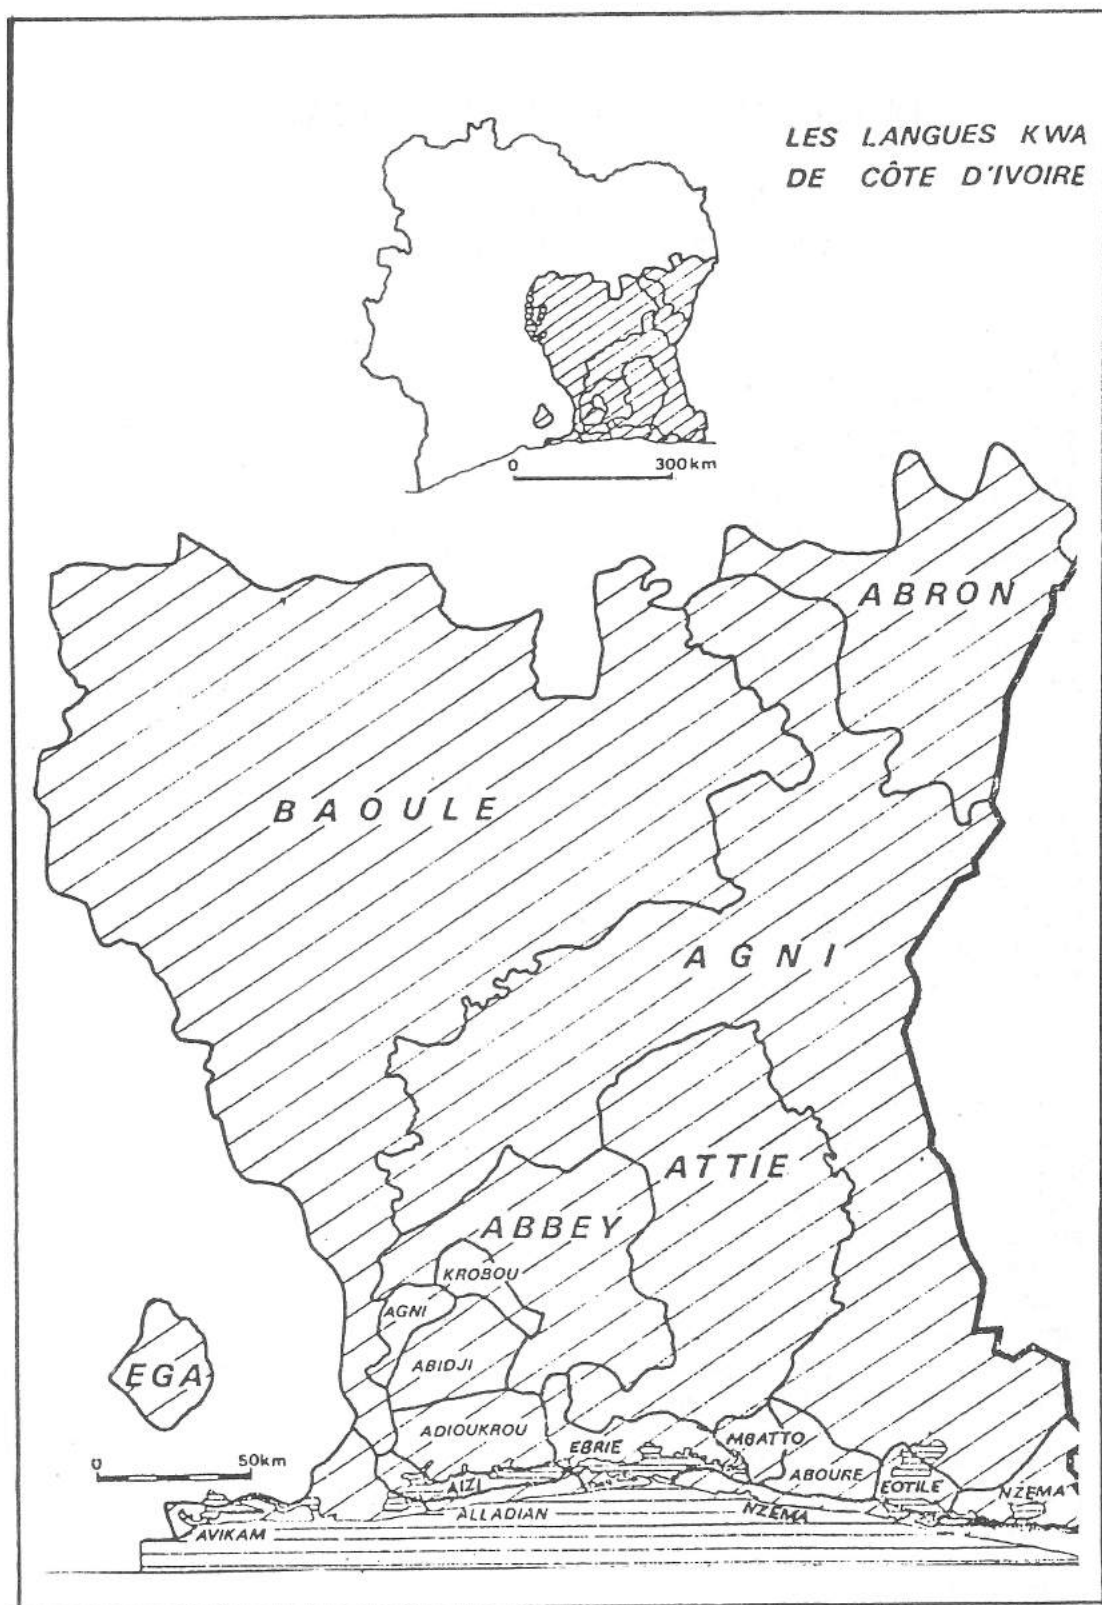 LES LANGUES KWA
DE CÔTE D'IVOIRE
0 300km
ABRON
BAOULE
AGNI
ATTIE
ABBEY
KROBOU
AGNI
ABIDJI
EGA
ADIOUKROU
EBRIE
MBATTO
0 50km
ABOURE
EOTILE
NZEMA
AIZI
ALLADIAN
NZEMA
AVIKAM